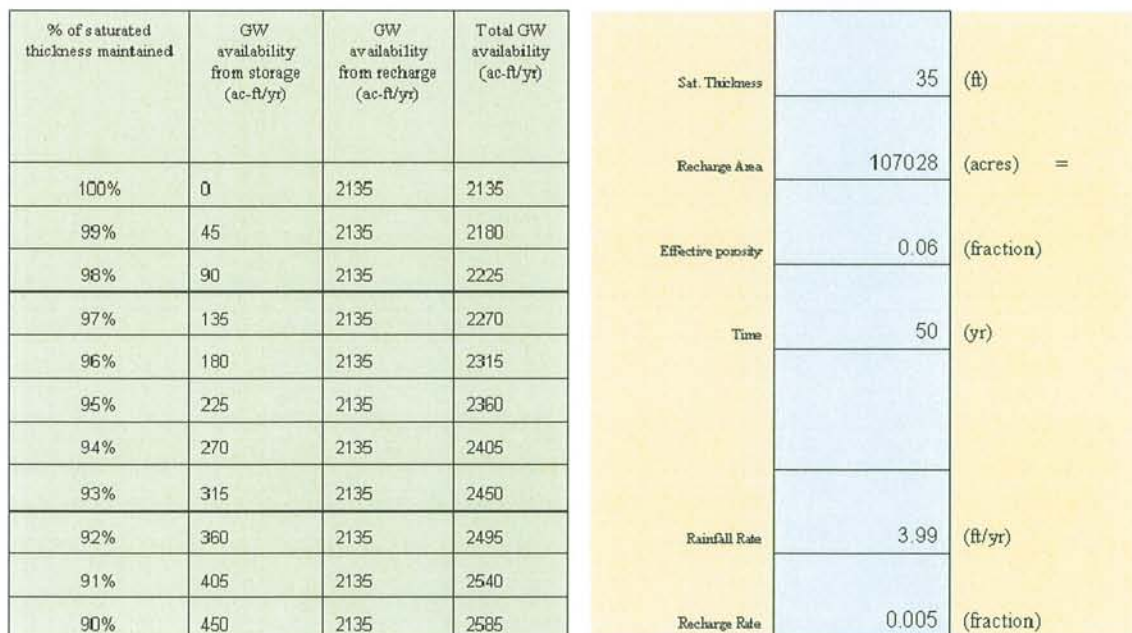 % of saturated thickness maintained GW availability from storage (ac-ft/yr) GW availability from recharge (ac-ft/yr) Total GW availability (ac-ft/yr)
100% 0 2135 2135
99% 45 2135 2180
98% 90 2135 2225
97% 135 2135 2270
96% 180 2135 2315
95% 225 2135 2360
94% 270 2135 2405
93% 315 2135 2450
92% 360 2135 2495
91% 405 2135 2540
90% 450 2135 2585
Sat. Thickness 35 (ft)
Recharge Area 107028 (acres) =
Effective porosity 0.06 (fraction)
Time 50 (yr)
Rainfall Rate 3.99 (ft/yr)
Recharge Rate 0.005 (fraction)